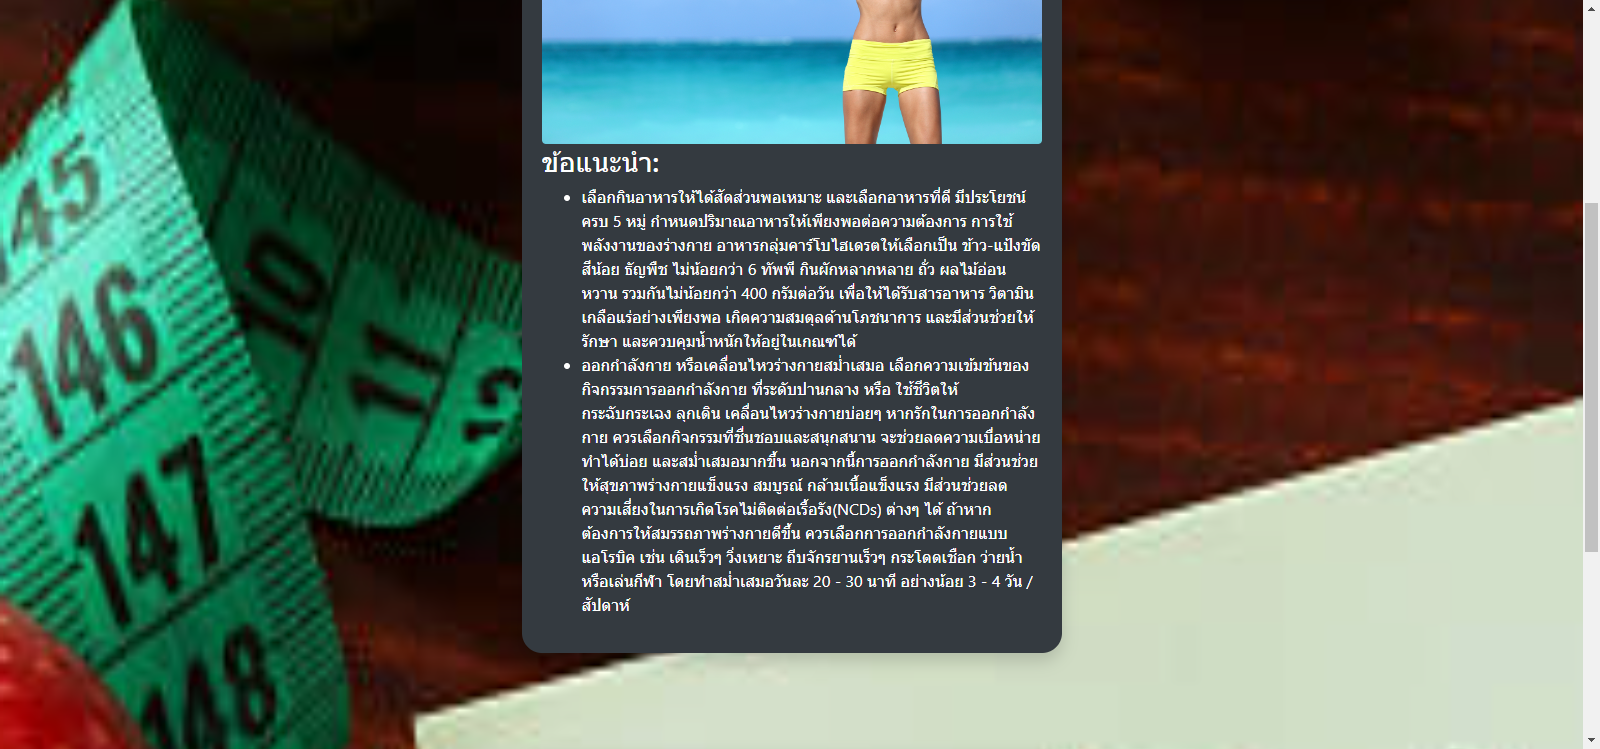 ข้อแนะนำ:
เลือกกินอาหารให้ได้สัดส่วนพอเหมาะ และเลือกอาหารที่ดี มีประโยชน์
ครบ 5 หมู่ กำหนดปริมาณอาหารให้เพียงพอต่อความต้องการ การใช้
พลังงานของร่างกาย อาหารกลุ่มคาร์โบไฮเดรตให้เลือกเป็น ข้าว-แป้งขัด
สีน้อย ธัญพืช ไม่น้อยกว่า 6 ทัพพี กินผักหลากหลาย ถั่ว ผลไม้อ่อน
หวาน รวมกันไม่น้อยกว่า 400 กรัมต่อวัน เพื่อให้ได้รับสารอาหาร วิตามิน
เกลือแร่อย่างเพียงพอ เกิดความสมดุลด้านโภชนาการ และมีส่วนช่วยให้
รักษา และควบคุมน้ำหนักให้อยู่ในเกณฑ์ได้
ออกกำลังกาย หรือเคลื่อนไหวร่างกายสม่ำเสมอ เลือกความเข้มข้นของ
กิจกรรมการออกกำลังกาย ที่ระดับปานกลาง หรือ ใช้ชีวิตให้
กระฉับกระเฉง ลุกเดิน เคลื่อนไหวร่างกายบ่อยๆ หากรักในการออกกำลัง
กาย ควรเลือกกิจกรรมที่ชื่นชอบและสนุกสนาน จะช่วยลดความเบื่อหน่าย
ทำได้บ่อย และสม่ำเสมอมากขึ้น นอกจากนี้การออกกำลังกาย มีส่วนช่วย
ให้สุขภาพร่างกายแข็งแรง สมบูรณ์ กล้ามเนื้อแข็งแรง มีส่วนช่วยลด
ความเสี่ยงในการเกิดโรคไม่ติดต่อเรื้อรัง(NCDs) ต่างๆ ได้ ถ้าหาก
ต้องการให้สมรรถภาพร่างกายดีขึ้น ควรเลือกการออกกำลังกายแบบ
แอโรบิค เช่น เดินเร็วๆ วิ่งเหยาะ ถีบจักรยานเร็วๆ กระโดดเชือก ว่ายน้ำ
หรือเล่นกีฬา โดยทำสม่ำเสมอวันละ 20 - 30 นาที อย่างน้อย 3 - 4 วัน /
สัปดาห์
145
146
147
148
10
11